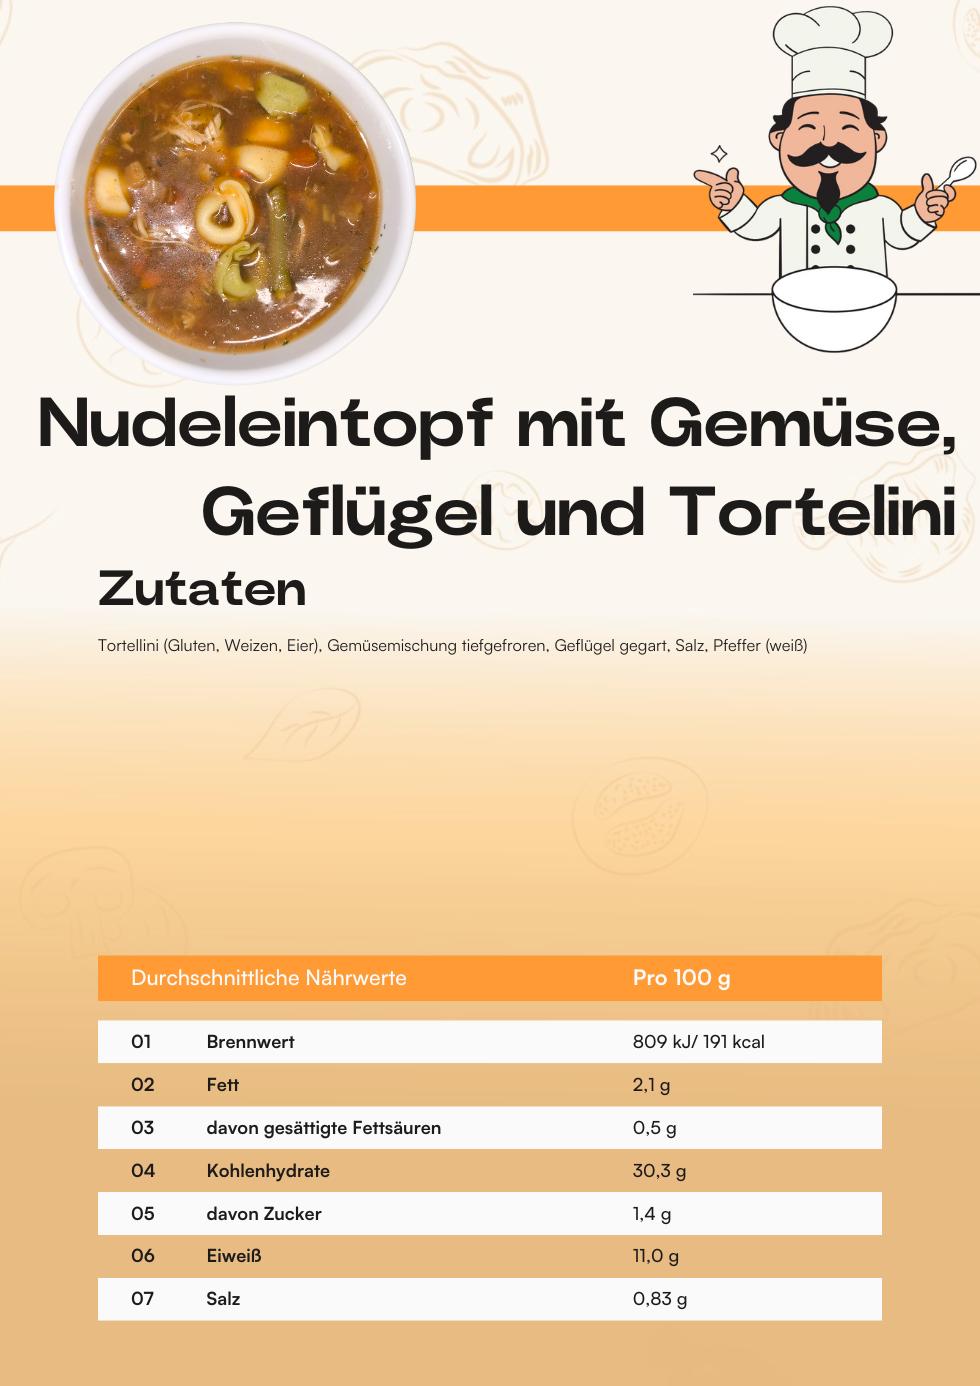 Nudeleintopf mit Gemüse,
Geflügel und Tortelini
Zutaten
Tortellini (Gluten, Weizen, Eier), Gemüsemischung tiefgefroren, Geflügel gegart, Salz, Pfeffer (weiß)
Durchschnittliche Nährwerte Pro 100 g
01 Brennwert 809 kJ/ 191 kcal
02 Fett 2,1 g
03 davon gesättigte Fettsäuren 0,5 g
04 Kohlenhydrate 30,3 g
05 davon Zucker 1,4 g
06 Eiweiß 11,0 g
07 Salz 0,83 g